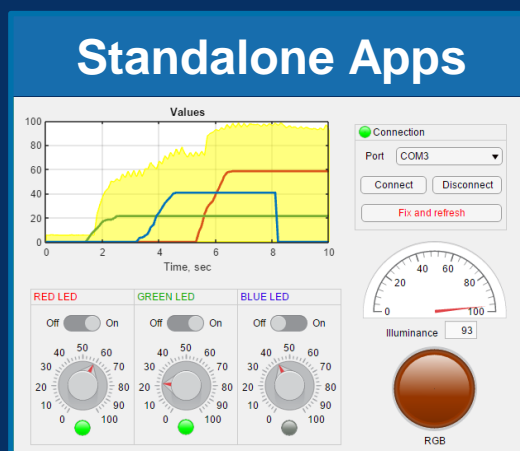 Standalone Apps
Values
100
80
60
40
20
0
0 2 4 6 8 10
Time, sec
Connection
Port COM3
Connect Disconnect
Fix and refresh
0 20 40 60 80 100
Illuminance 93
RGB
RED LED
Off On
0 10 20 30 40 50 60 70 80 90 100
GREEN LED
Off On
0 10 20 30 40 50 60 70 80 90 100
BLUE LED
Off On
0 10 20 30 40 50 60 70 80 90 100